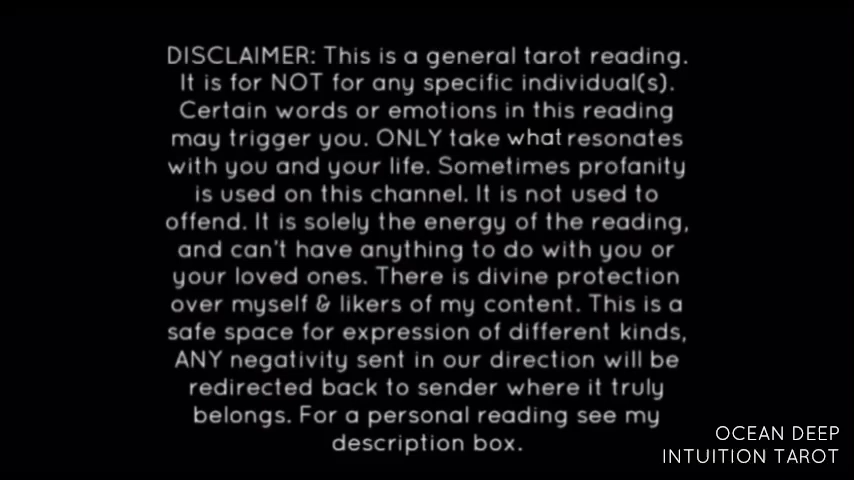 DISCLAIMER: This is a general tarot reading.
It is for NOT for any specific individual(s).
Certain words or emotions in this reading
may trigger you. ONLY take what resonates
with you and your life. Sometimes profanity
is used on this channel. It is not used to
offend. It is solely the energy of the reading,
and can't have anything to do with you or
your loved ones. There is divine protection
over myself & likers of my content. This is a
safe space for expression of different kinds,
ANY negativity sent in our direction will be
redirected back to sender where it truly
belongs. For a personal reading see my
description box.
OCEAN DEEP
INTUITION TAROT